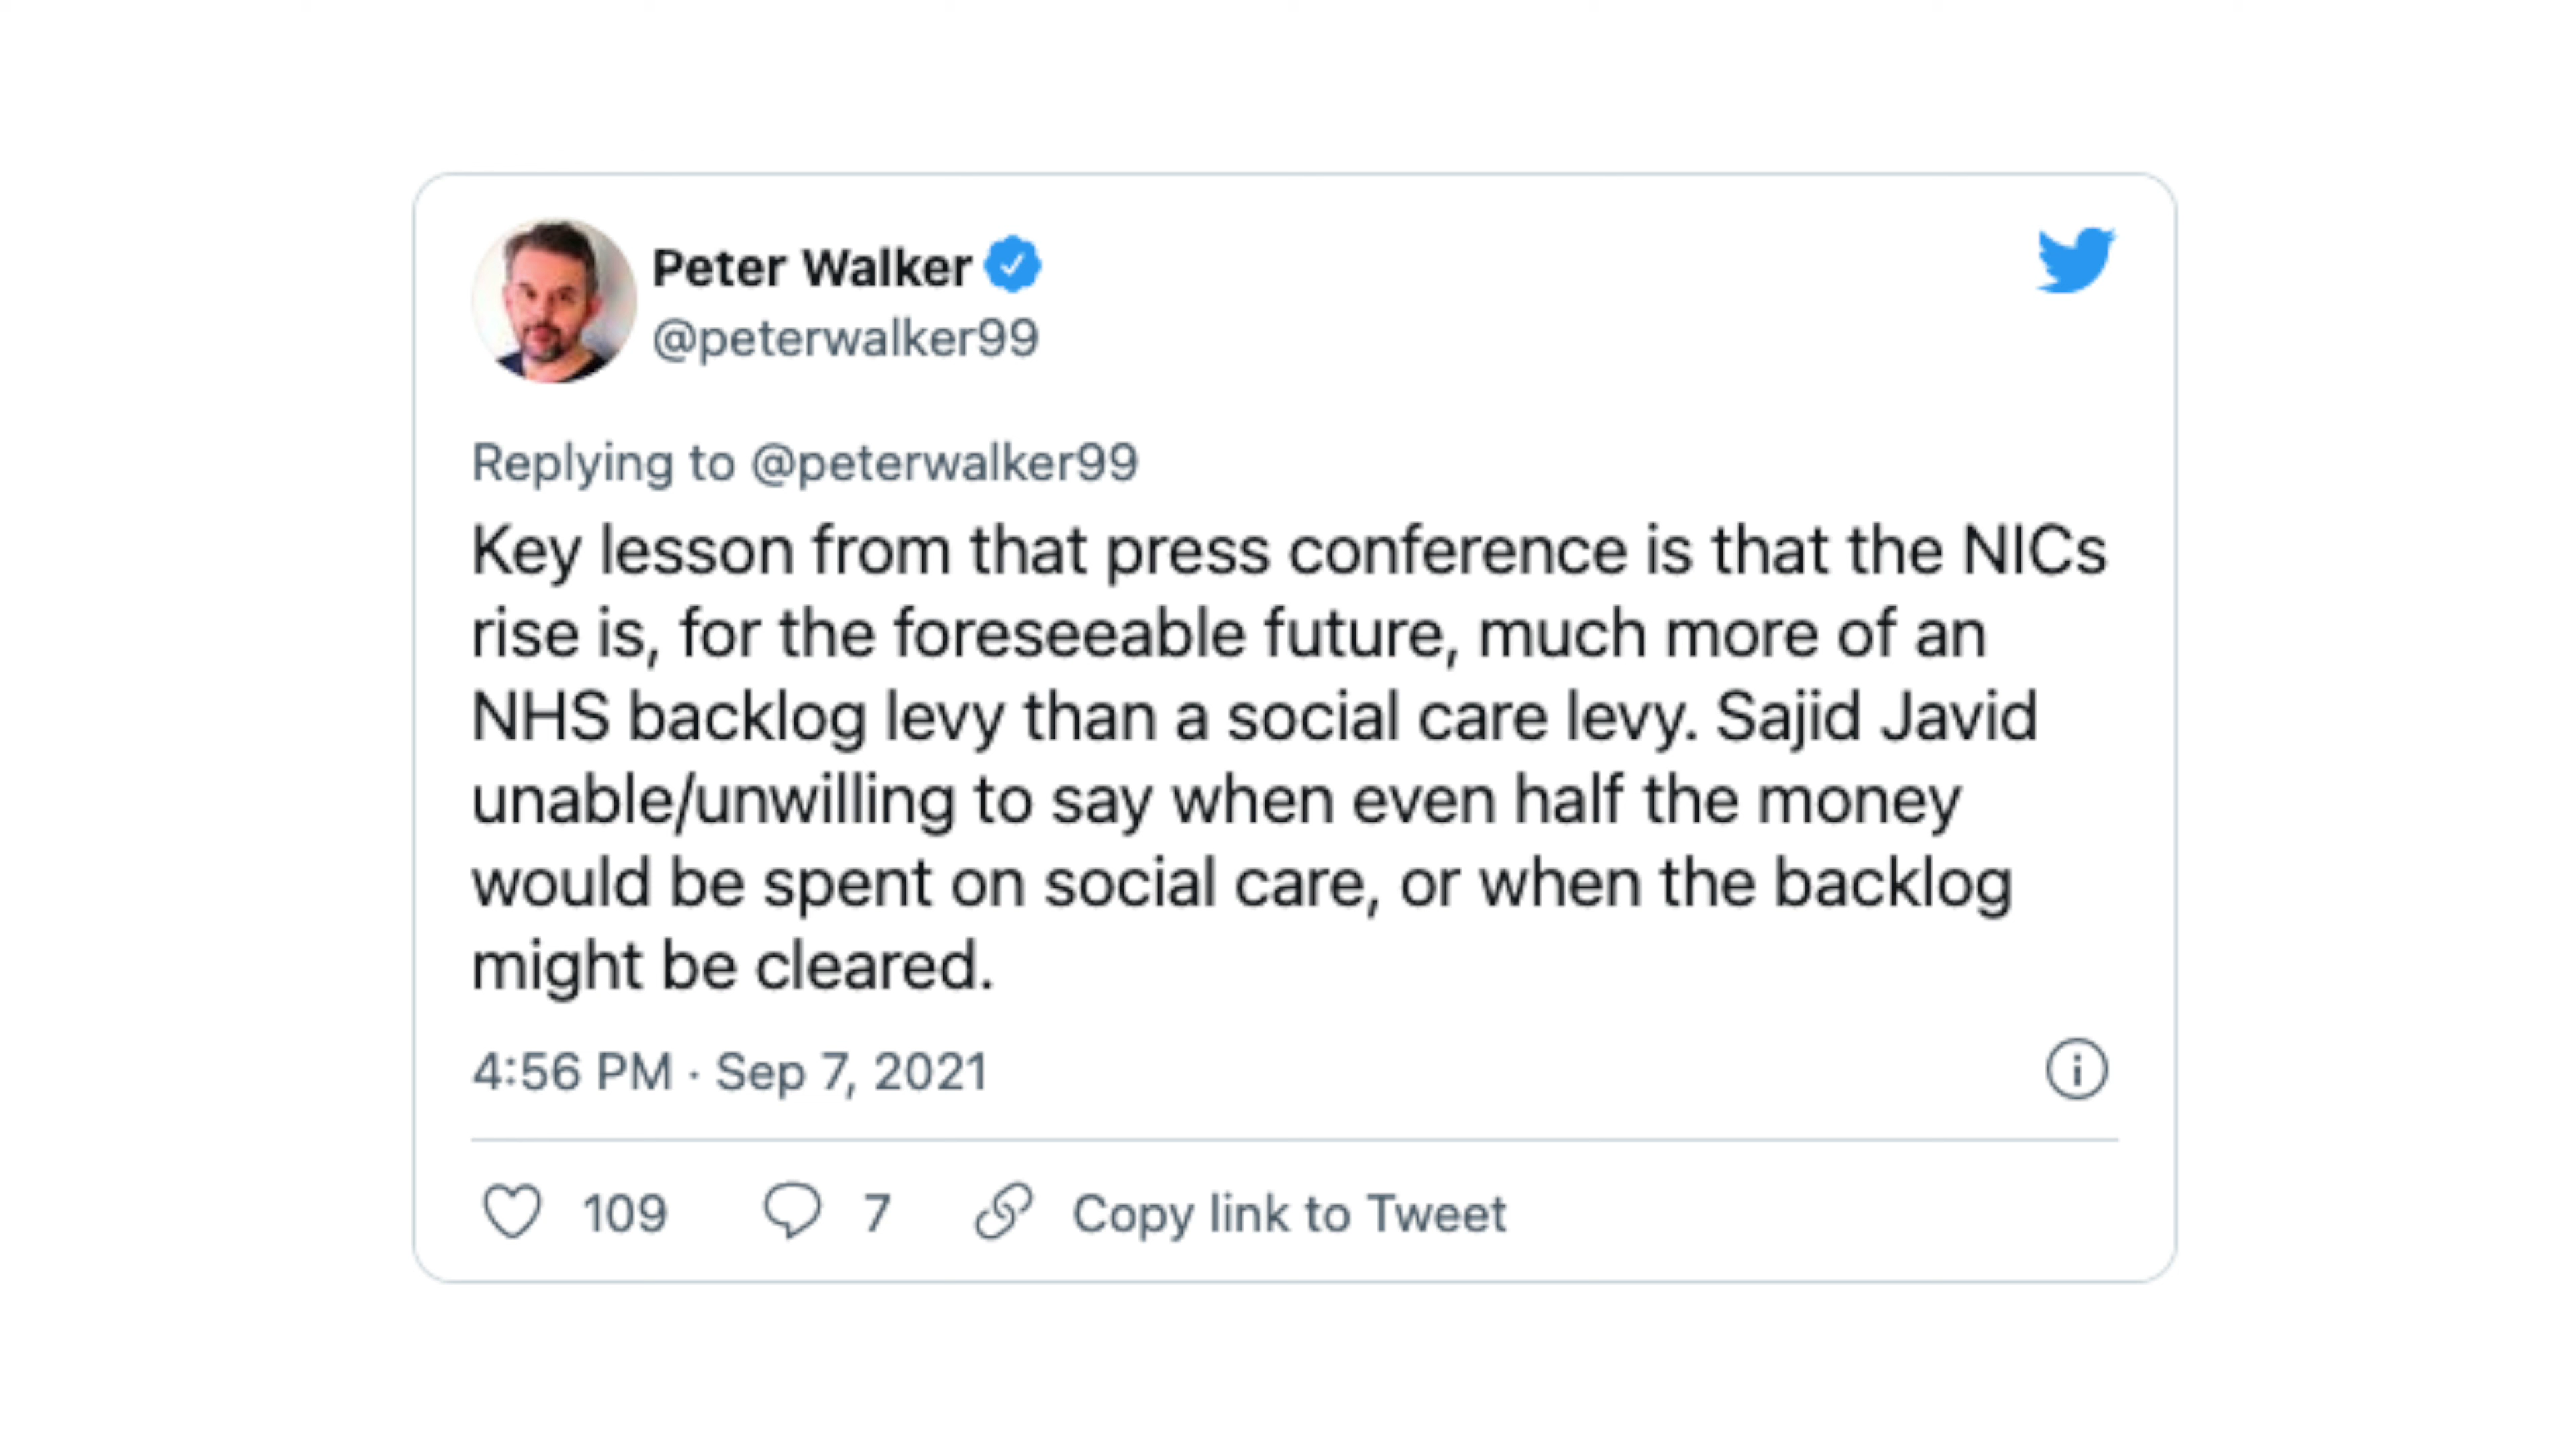 Peter Walker
@peterwalker99
Replying to @peterwalker99
Key lesson from that press conference is that the NICs
rise is, for the foreseeable future, much more of an
NHS backlog levy than a social care levy. Sajid Javid
unable/unwilling to say when even half the money
would be spent on social care, or when the backlog
might be cleared.
4:56 PM · Sep 7, 2021
109 7 Copy link to Tweet